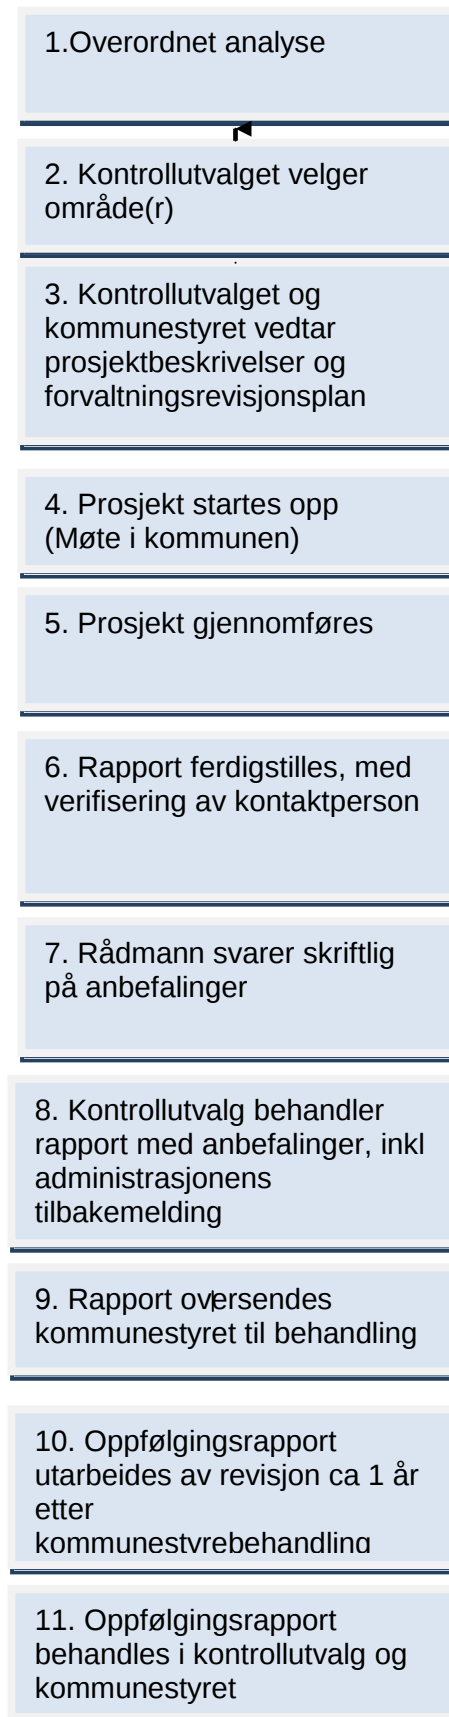 1.Overordnet analyse
2. Kontrollutvalget velger
område(r)
3. Kontrollutvalget og
kommunestyret vedtar
prosjektbeskrivelser og
forvaltningsrevisjonsplan
4. Prosjekt startes opp
(Møte i kommunen)
5. Prosjekt gjennomføres
6. Rapport ferdigstilles, med
verifisering av kontaktperson
7. Rådmann svarer skriftlig
på anbefalinger
8. Kontrollutvalg behandler
rapport med anbefalinger, inkl
administrasjonens
tilbakemelding
9. Rapport oversendes
kommunestyret til behandling
10. Oppfølgingsrapport
utarbeides av revisjon ca 1 år
etter
kommunestyrebehandling
11. Oppfølgingsrapport
behandles i kontrollutvalg og
kommunestyret